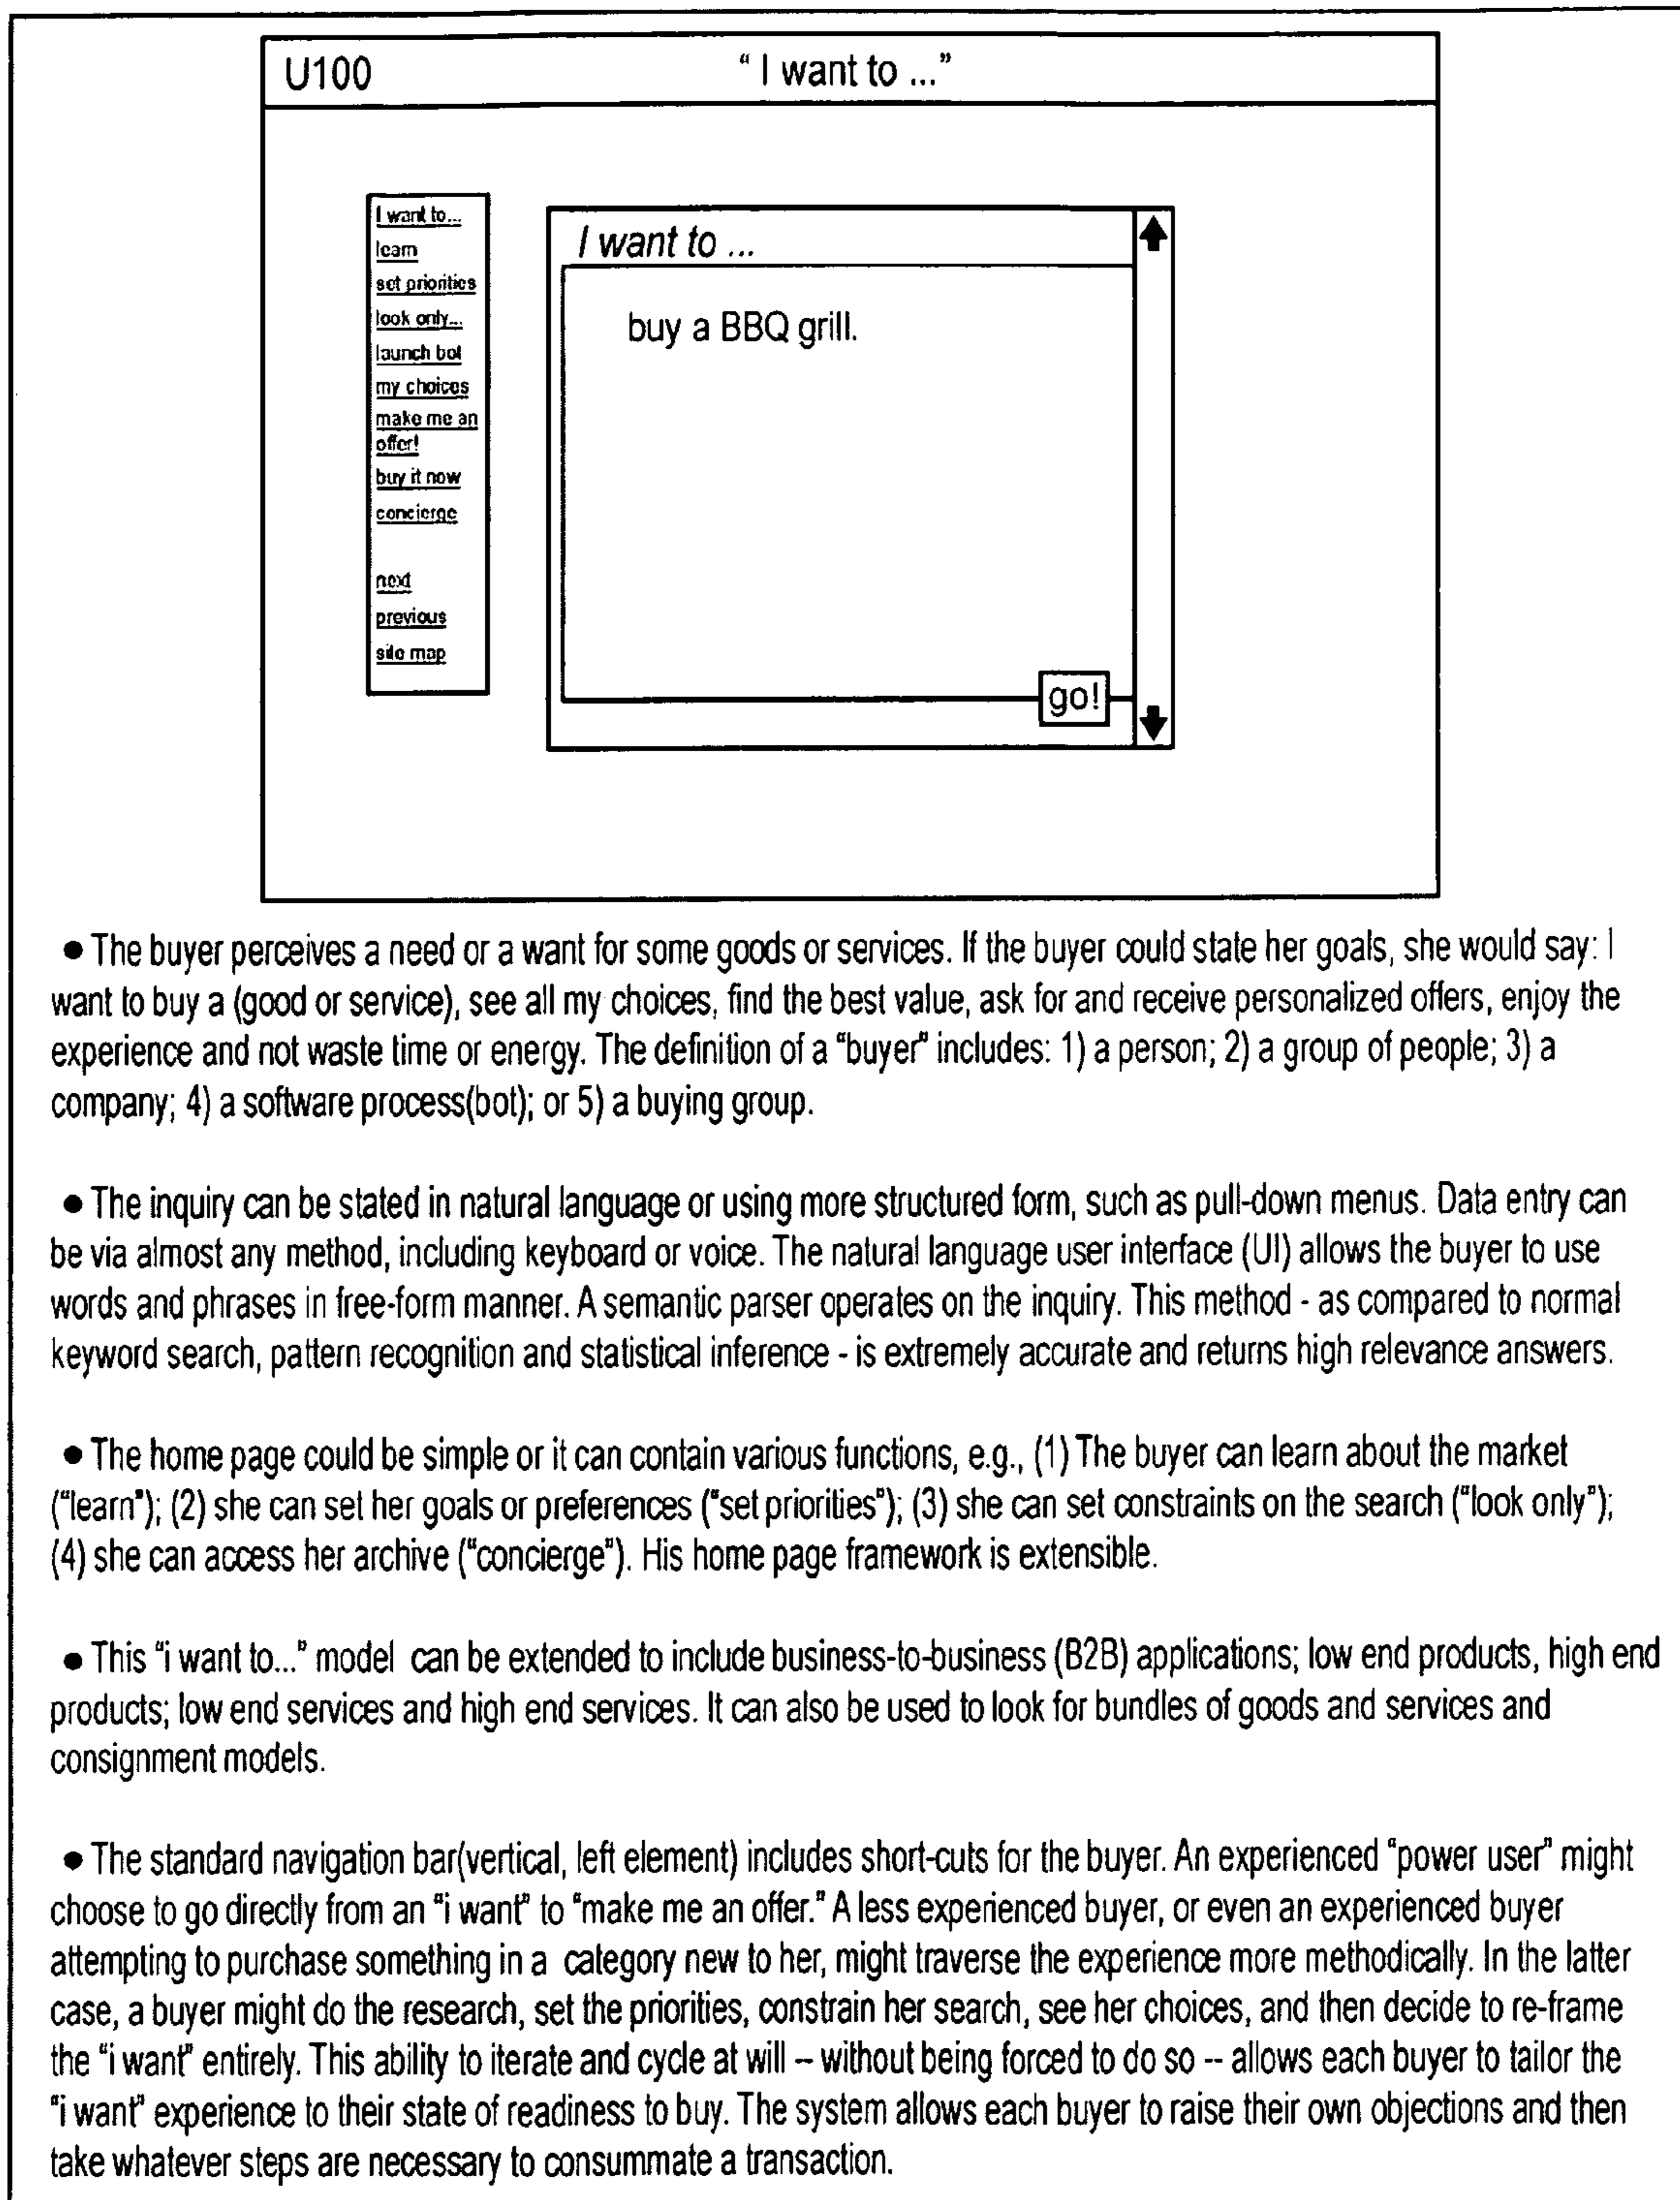 U100
“ I want to ...”
I want to...
learn
set priorities
look only...
launch bot
my choices
make me an
offer!
buy it now
concierge
next
previous
site map
I want to ...
buy a BBQ grill.
go!
● The buyer perceives a need or a want for some goods or services. If the buyer could state her goals, she would say: I
want to buy a (good or service), see all my choices, find the best value, ask for and receive personalized offers, enjoy the
experience and not waste time or energy. The definition of a “buyer” includes: 1) a person; 2) a group of people; 3) a
company; 4) a software process(bot); or 5) a buying group.
● The inquiry can be stated in natural language or using more structured form, such as pull-down menus. Data entry can
be via almost any method, including keyboard or voice. The natural language user interface (UI) allows the buyer to use
words and phrases in free-form manner. A semantic parser operates on the inquiry. This method - as compared to normal
keyword search, pattern recognition and statistical inference - is extremely accurate and returns high relevance answers.
● The home page could be simple or it can contain various functions, e.g., (1) The buyer can learn about the market
(“learn”); (2) she can set her goals or preferences (“set priorities”); (3) she can set constraints on the search (“look only”);
(4) she can access her archive (“concierge”). His home page framework is extensible.
● This “i want to...” model can be extended to include business-to-business (B2B) applications; low end products, high end
products; low end services and high end services. It can also be used to look for bundles of goods and services and
consignment models.
● The standard navigation bar(vertical, left element) includes short-cuts for the buyer. An experienced “power user” might
choose to go directly from an “i want” to “make me an offer.” A less experienced buyer, or even an experienced buyer
attempting to purchase something in a category new to her, might traverse the experience more methodically. In the latter
case, a buyer might do the research, set the priorities, constrain her search, see her choices, and then decide to re-frame
the “i want” entirely. This ability to iterate and cycle at will – without being forced to do so -- allows each buyer to tailor the
“i want” experience to their state of readiness to buy. The system allows each buyer to raise their own objections and then
take whatever steps are necessary to consummate a transaction.